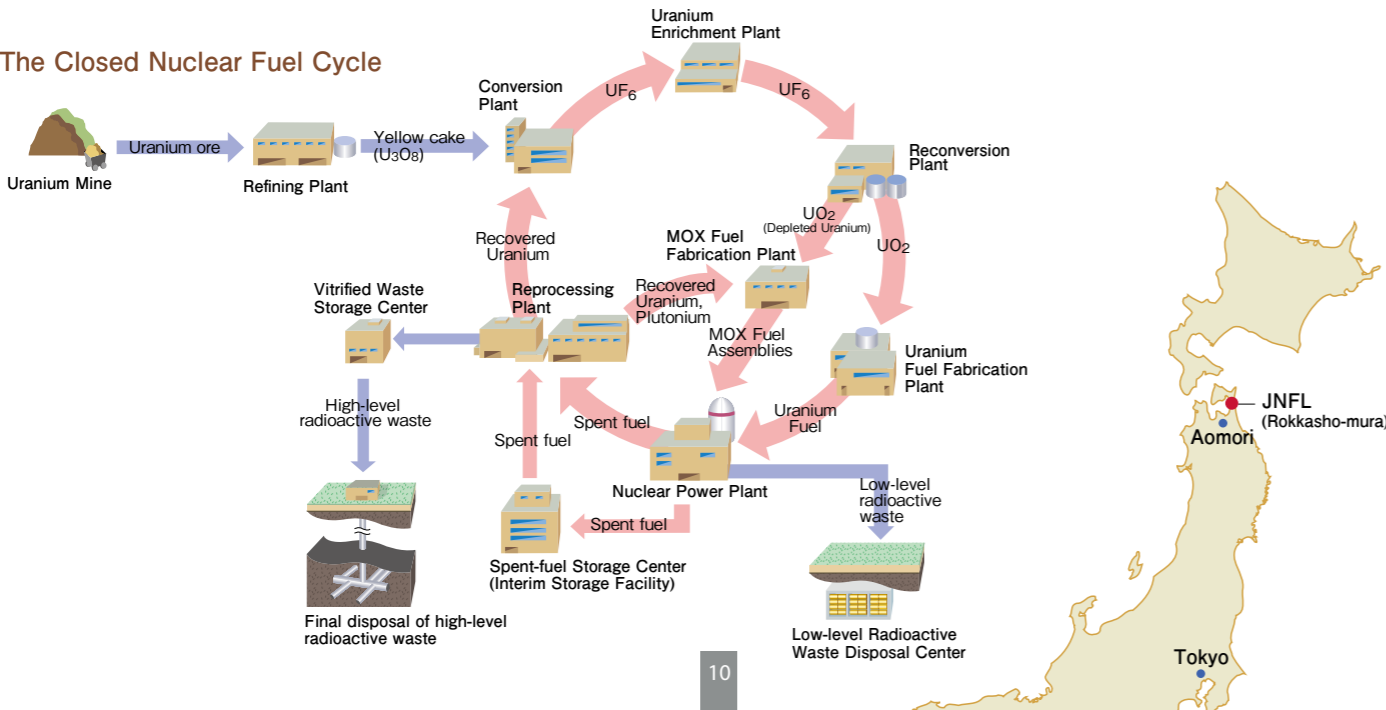 The Closed Nuclear Fuel Cycle
Uranium Mine
Uranium ore
Refining Plant
Yellow cake
(U3O8)
Conversion
Plant
UF6
Uranium
Enrichment Plant
UF6
Reconversion
Plant
UO2
(Depleted Uranium)
UO2
MOX Fuel
Fabrication Plant
Recovered
Uranium
Vitrified Waste
Storage Center
Reprocessing
Plant
Recovered
Uranium,
Plutonium
MOX Fuel
Assemblies
Uranium
Fuel Fabrication
Plant
High-level
radioactive waste
Spent fuel
Spent fuel
Uranium
Fuel
Nuclear Power Plant
Low-level
radioactive
waste
Spent fuel
Spent-fuel Storage Center
(Interim Storage Facility)
Final disposal of high-level
radioactive waste
Low-level Radioactive
Waste Disposal Center
JNFL
(Rokkasho-mura)
Aomori
Tokyo
10